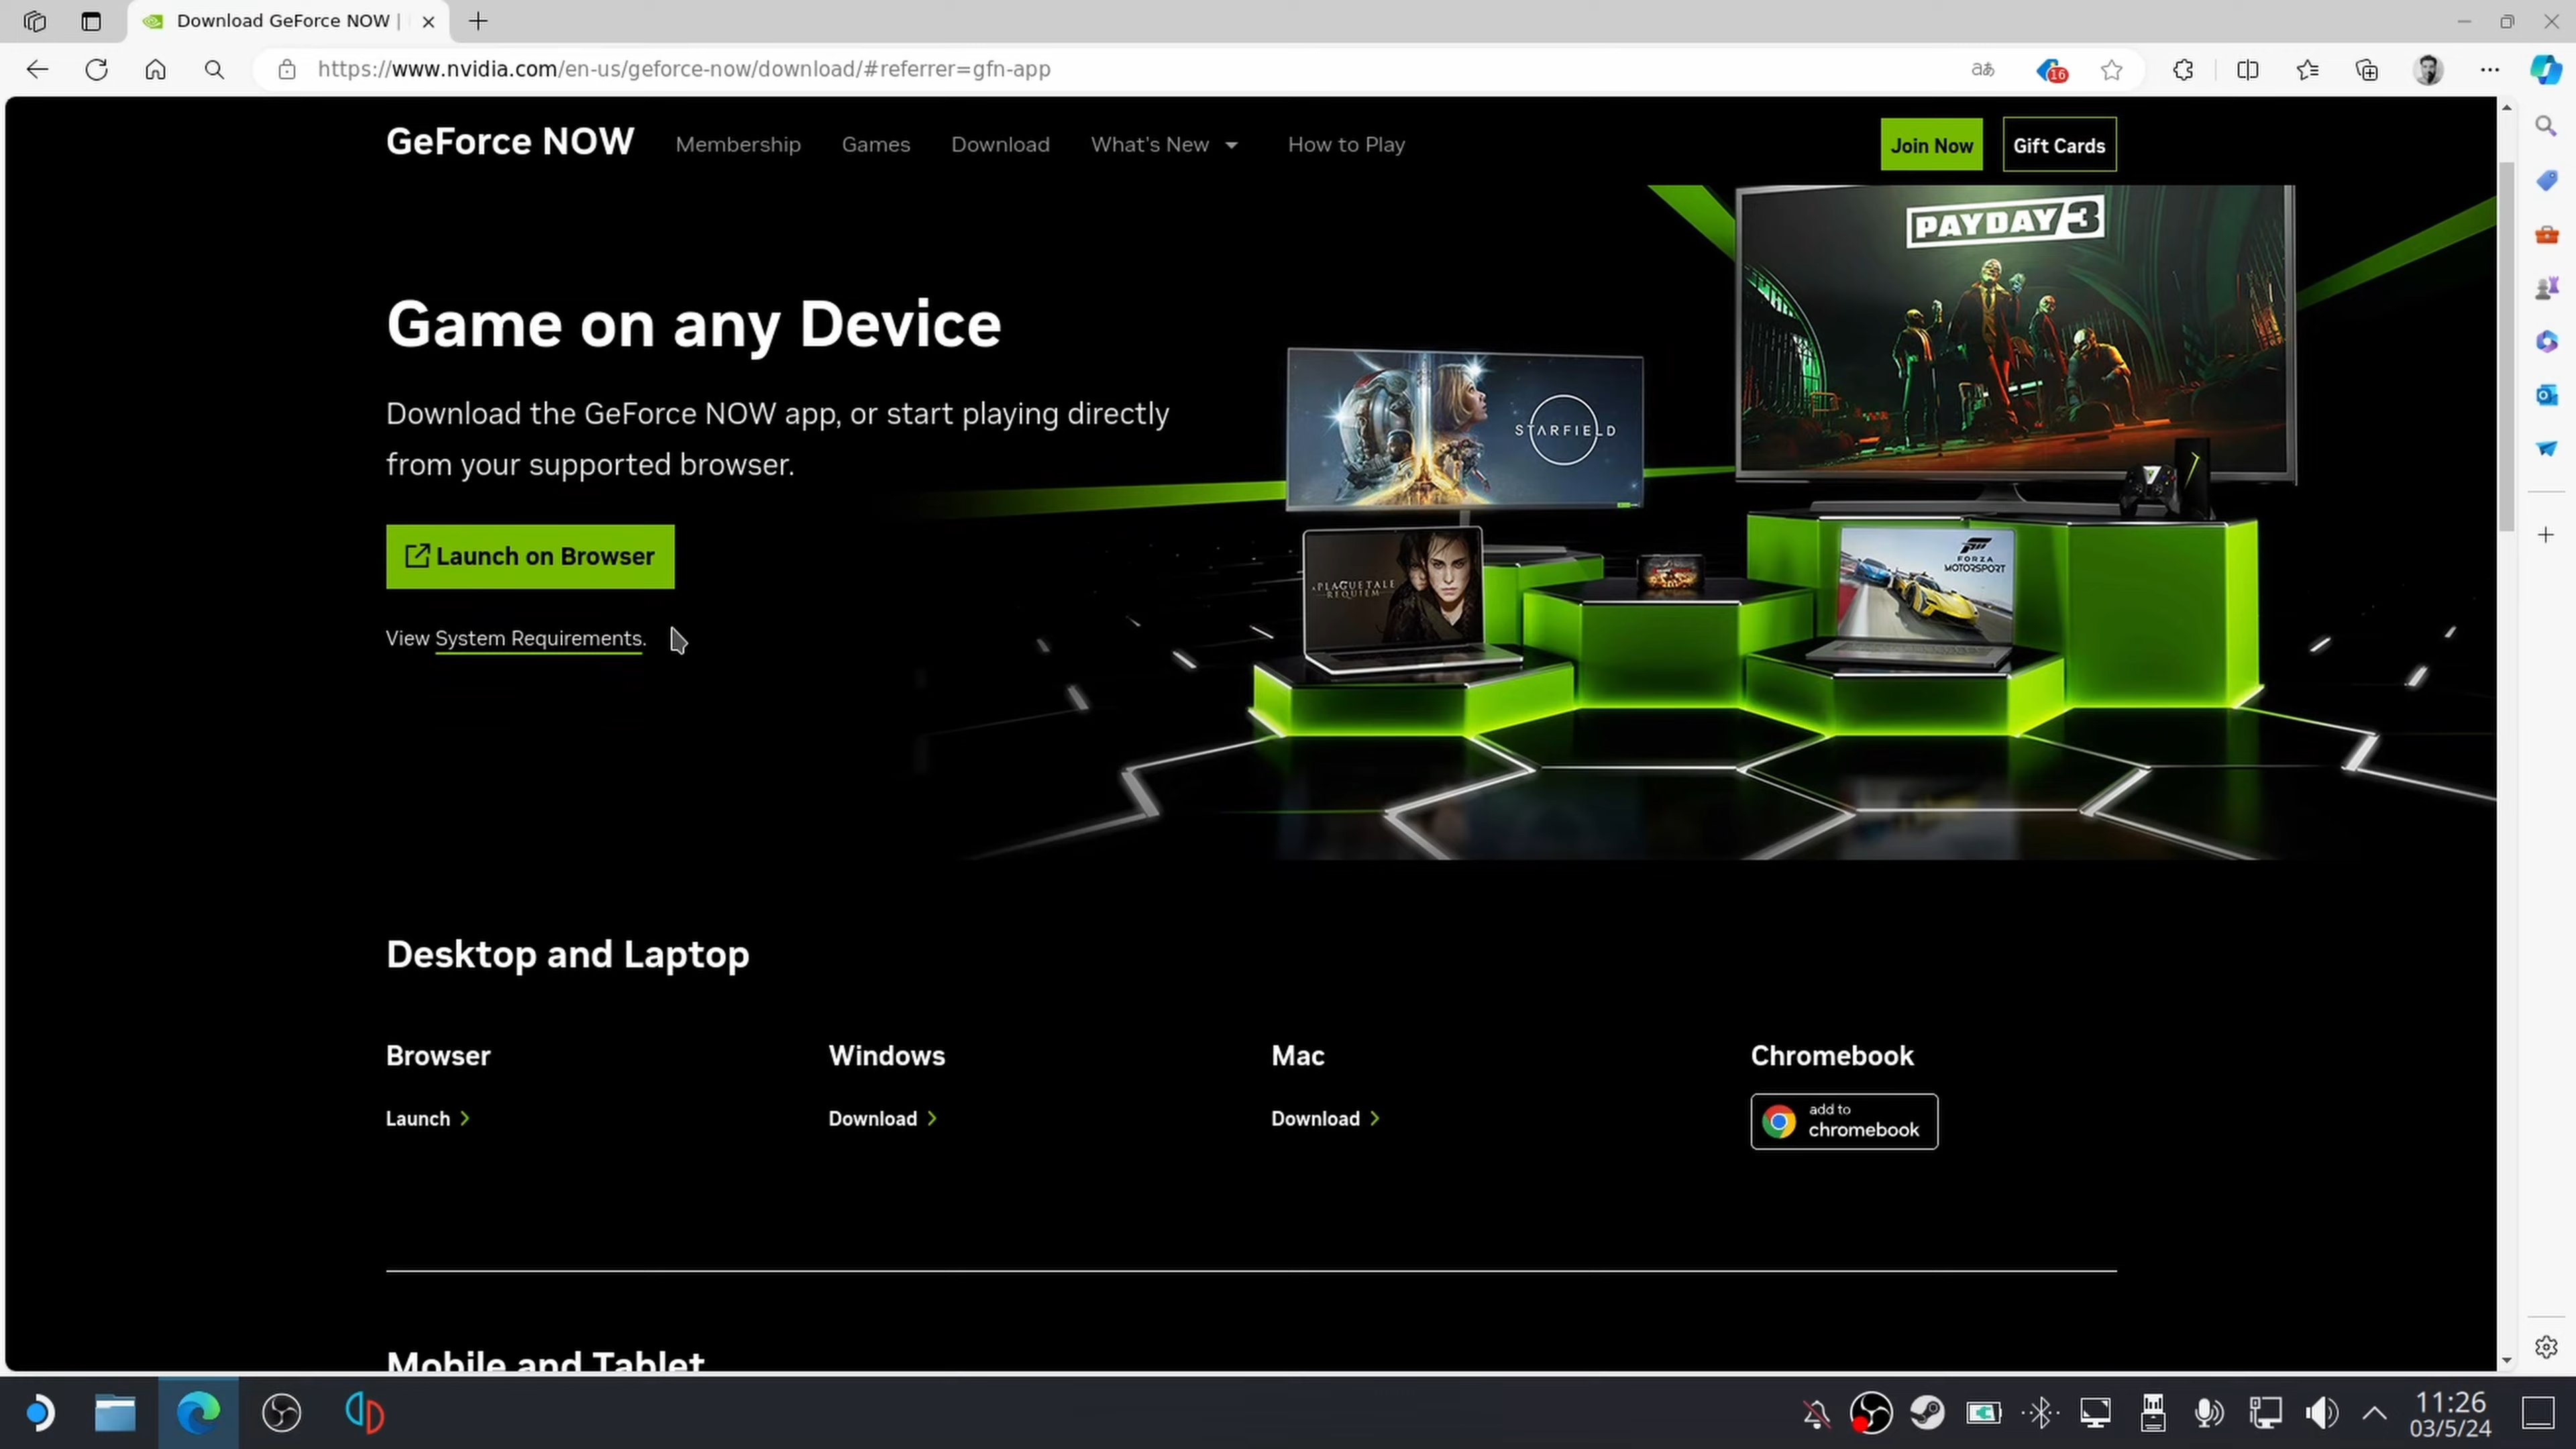 Download GeForce NOW |
https://www.nvidia.com/en-us/geforce-now/download/#referrer=gfn-app
aあ
16
GeForce NOW
Membership
Games
Download
What's New
How to Play
Join Now
Gift Cards
PAYDAY 3
Game on any Device
Download the GeForce NOW app, or start playing directly
from your supported browser.
STARFIELD
Launch on Browser
A PLAGUE TALE
REQUIEM
FORZA
MOTORSPORT
View System Requirements.
Desktop and Laptop
Browser
Windows
Mac
Chromebook
Launch
Download
Download
add to
chromebook
Mobile and Tablet
11:26
03/5/24